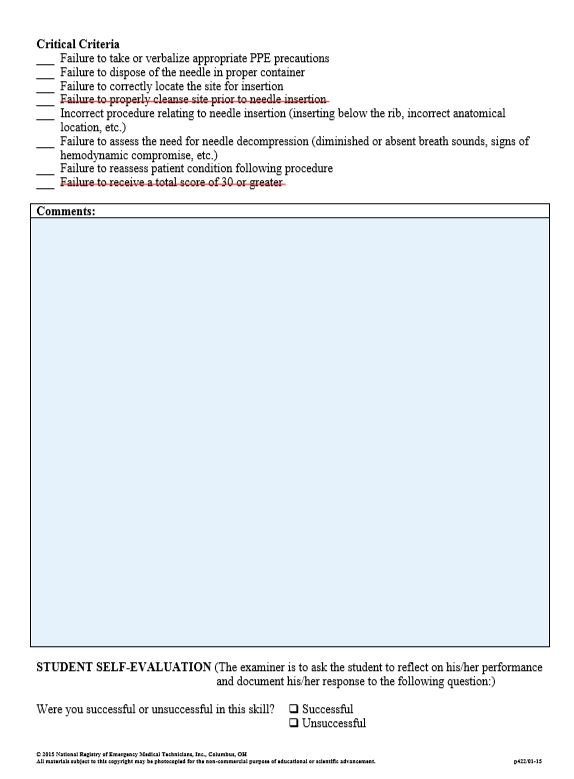 Critical Criteria
___ Failure to take or verbalize appropriate PPE precautions
___ Failure to dispose of the needle in proper container
___ Failure to correctly locate the site for insertion
___ Failure to properly cleanse site prior to needle insertion
___ Incorrect procedure relating to needle insertion (inserting below the rib, incorrect anatomical
location, etc.)
___ Failure to assess the need for needle decompression (diminished or absent breath sounds, signs of
hemodynamic compromise, etc.)
___ Failure to reassess patient condition following procedure
___ Failure to receive a total score of 30 or greater
Comments:
STUDENT SELF-EVALUATION (The examiner is to ask the student to reflect on his/her performance
and document his/her response to the following question:)
Were you successful or unsuccessful in this skill? ❑ Successful
❑ Unsuccessful
© 2015 National Registry of Emergency Medical Technicians, Inc., Columbus, OH
All materials subject to this copyright may be photocopied for the non-commercial purpose of educational or scientific advancement. p422/01-15